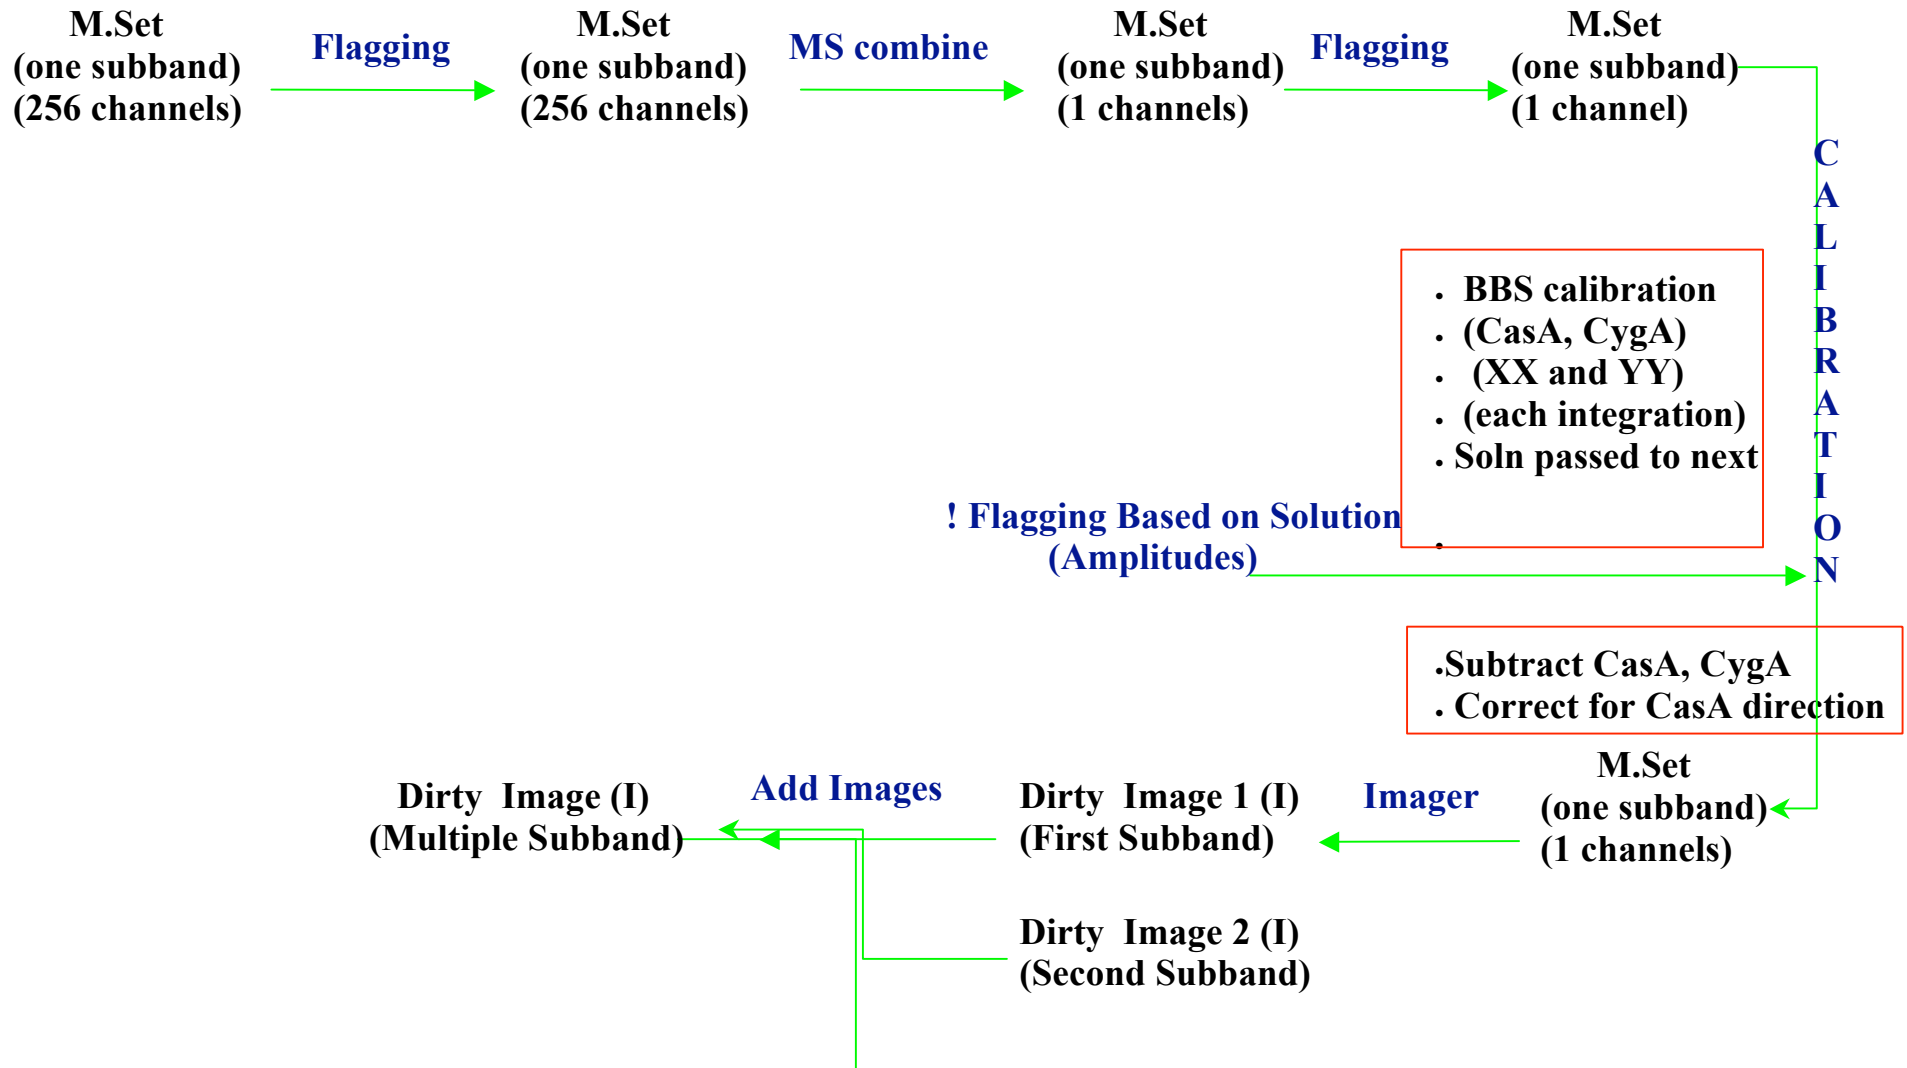 M.Set
(one subband)
(256 channels)
Flagging
M.Set
(one subband)
(256 channels)
MS combine
M.Set
(one subband)
(1 channels)
Flagging
M.Set
(one subband)
(1 channel)
C
A
L
I
B
R
A
T
I
O
N
• BBS calibration
• (CasA, CygA)
• (XX and YY)
• (each integration)
• Soln passed to next
•
! Flagging Based on Solution
(Amplitudes)
•Subtract CasA, CygA
• Correct for CasA direction
M.Set
(one subband)
(1 channels)
Imager
Dirty Image 1 (I)
(First Subband)
Add Images
Dirty Image (I)
(Multiple Subband)
Dirty Image 2 (I)
(Second Subband)